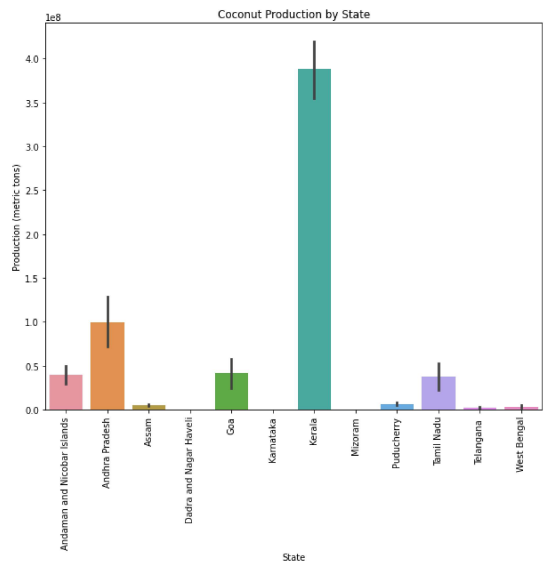 Coconut Production by State
1e8
4.0
3.5
3.0
2.5
2.0
1.5
1.0
0.5
0.0
Production (metric tons)
Andaman and Nicobar Islands
Andhra Pradesh
Assam
Dadra and Nagar Haveli
Goa
Karnataka
Kerala
Mizoram
Puducherry
Tamil Nadu
Telangana
West Bengal
State